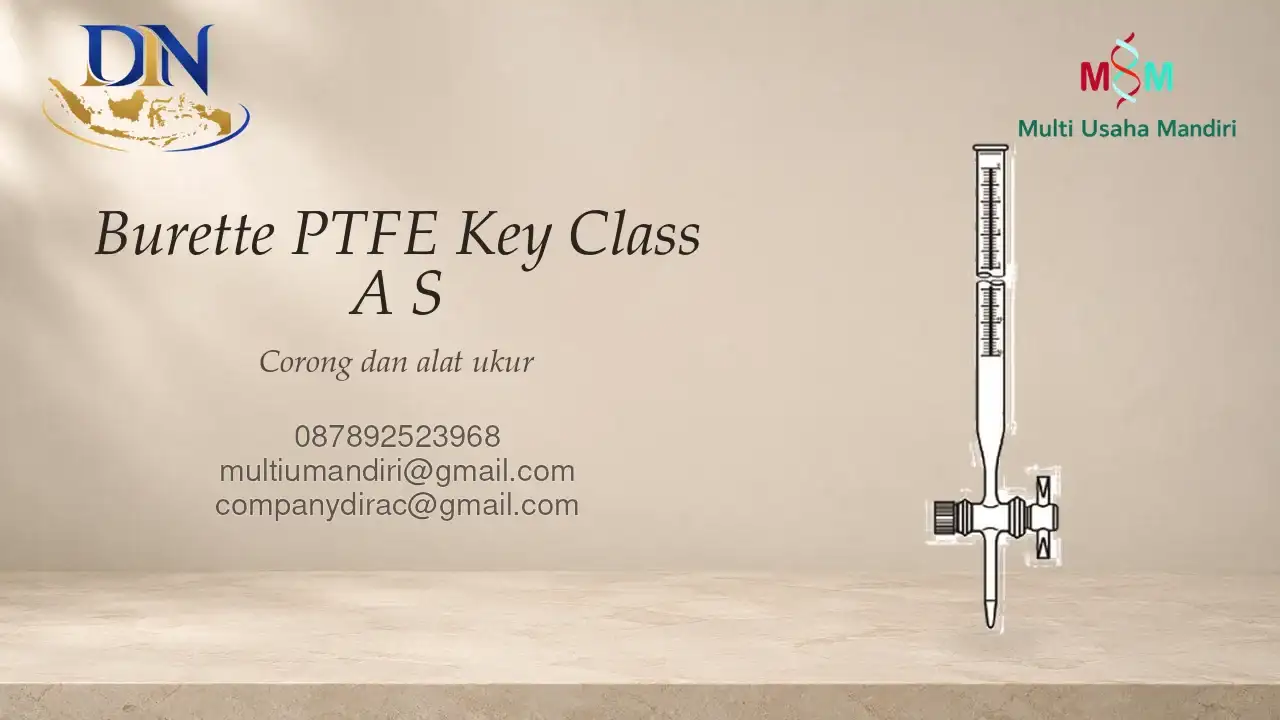 DN
MSM
Multi Usaha Mandiri
Burette PTFE Key Class
A S
Corong dan alat ukur
087892523968
multiumandiri@gmail.com
companydirac@gmail.com